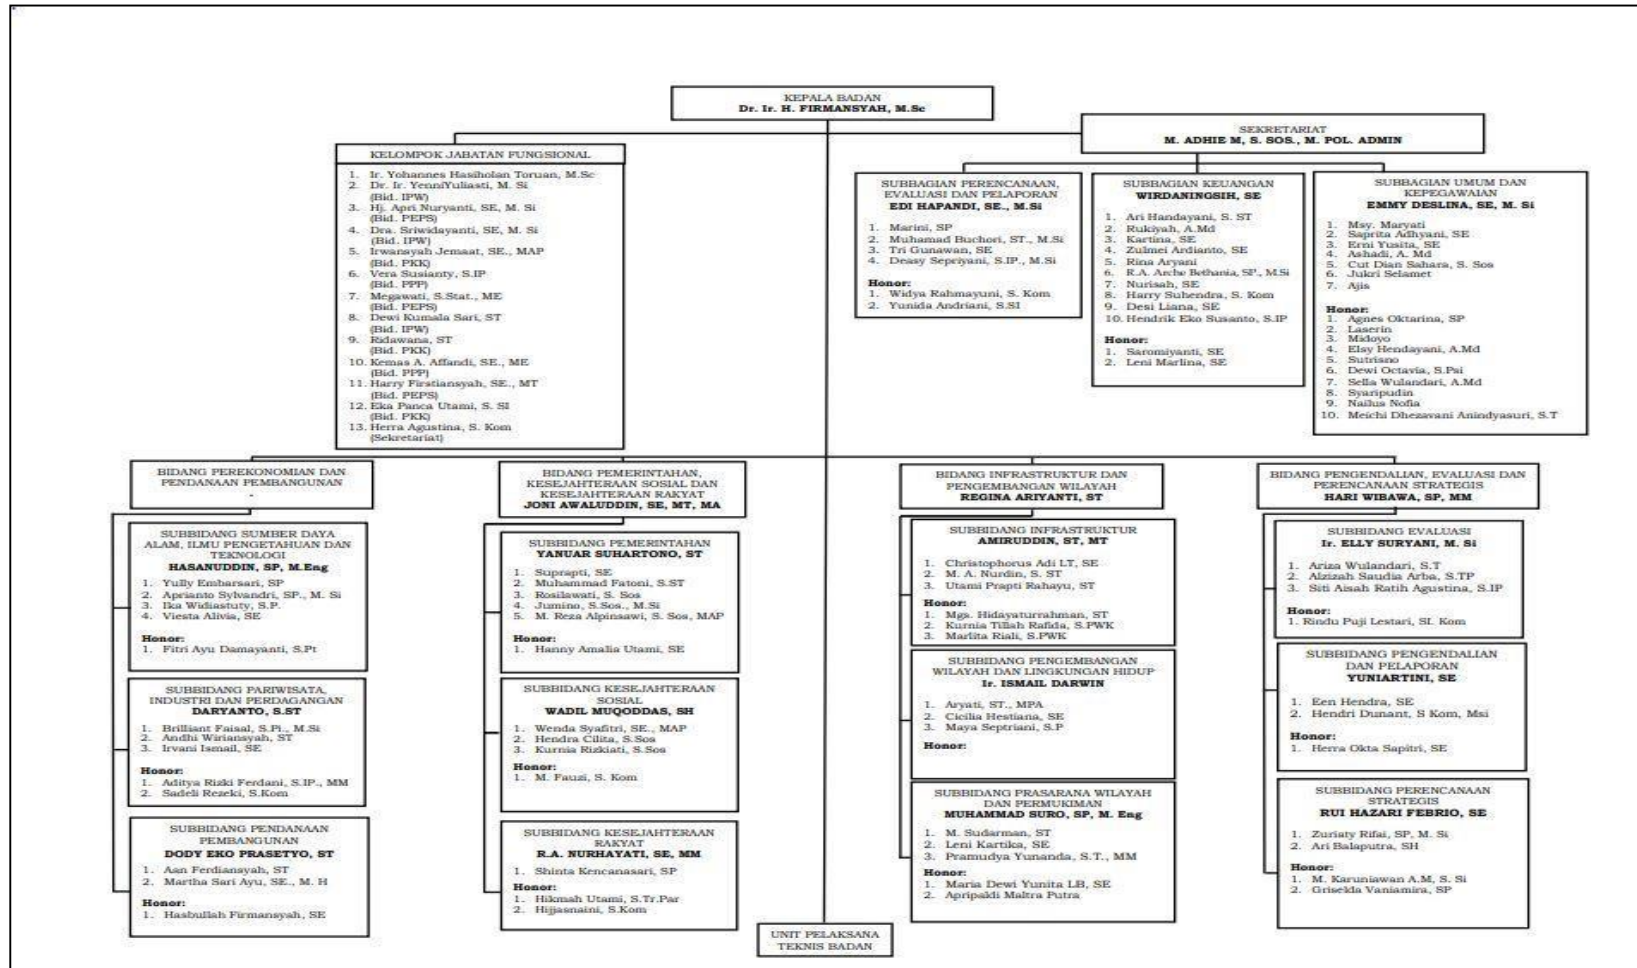 KEPALA BADAN
Dr. Ir. H. FIRMANSYAH, M.Sc
SEKRETARIAT
M. ADHIE M, S. SOS., M. POL. ADMIN
KELOMPOK JABATAN FUNGSIONAL
1. Ir. Yohannes Hasiholan Toruan, M.Sc
2. Dr. Ir. YenniYuliasti, M. Si
(Bid. IPW)
3. Hj. Apri Nuryanti, SE, M. Si
(Bid. PEPS)
4. Dra. Sriwidayanti, SE, M. Si
(Bid. IPW)
5. Irwansyah Jemaat, SE., MAP
(Bid. PKK)
6. Vera Susianty, S.IP
(Bid. PPP)
7. Megawati, S.Stat., ME
(Bid. PEPS)
8. Dewi Kumala Sari, ST
(Bid. IPW)
9. Ridawana, ST
(Bid. PKK)
10. Kemas A. Affandi, SE., ME
(Bid. PPP)
11. Harry Firstiansyah, SE., MT
(Bid. PEPS)
12. Eka Panca Utami, S. SI
(Bid. PKK)
13. Herra Agustina, S. Kom
(Sekretariat)
SUBBAGIAN PERENCANAAN,
EVALUASI DAN PELAPORAN
EDI HAPANDI, SE., M.Si
1. Marini, SP
2. Muhamad Buchori, ST., M.Si
3. Tri Gunawan, SE
4. Deasy Sepriyani, S.IP., M.Si
Honor:
1. Widya Rahmayuni, S. Kom
2. Yunida Andriani, S.SI
SUBBAGIAN KEUANGAN
WIRDANINGSIH, SE
1. Ari Handayani, S. ST
2. Rukiyah, A.Md
3. Kartina, SE
4. Zulmei Ardianto, SE
5. Rina Aryani
6. R.A. Arche Bethania, SP., M.Si
7. Nurisah, SE
8. Harry Suhendra, S. Kom
9. Desi Liana, SE
10. Hendrik Eko Susanto, S.IP
Honor:
1. Saromiyanti, SE
2. Leni Marlina, SE
SUBBAGIAN UMUM DAN
KEPEGAWAIAN
EMMY DESLINA, SE, M. Si
1. Msy. Maryati
2. Saprita Adhyani, SE
3. Erni Yusita, SE
4. Ashadi, A. Md
5. Cut Dian Sahara, S. Sos
6. Jukri Selamet
7. Ajis
Honor:
1. Agnes Oktarina, SP
2. Laserin
3. Midoyo
4. Elsy Hendayani, A.Md
5. Sutrisno
6. Dewi Octavia, S.Psi
7. Sella Wulandari, A.Md
8. Syaripudin
9. Nailus Nofia
10. Meichi Dhezavani Anindyasuri, S.T
BIDANG PEREKONOMIAN DAN
PENDANAAN PEMBANGUNAN
-
SUBBIDANG SUMBER DAYA
ALAM, ILMU PENGETAHUAN DAN
TEKNOLOGI
HASANUDDIN, SP, M.Eng
1. Yully Embarsari, SP
2. Aprianto Sylvandri, SP., M. Si
3. Ika Widiastuty, S.P.
4. Viesta Alivia, SE
Honor:
1. Fitri Ayu Damayanti, S.Pt
SUBBIDANG PARIWISATA,
INDUSTRI DAN PERDAGANGAN
DARYANTO, S.ST
1. Brilliant Faisal, S.Pi., M.Si
2. Andhi Wiriansyah, ST
3. Irvani Ismail, SE
Honor:
1. Aditya Rizki Ferdani, S.IP., MM
2. Sadeli Rezeki, S.Kom
SUBBIDANG PENDANAAN
PEMBANGUNAN
DODY EKO PRASETYO, ST
1. Aan Ferdiansyah, ST
2. Martha Sari Ayu, SE., M. H
Honor:
1. Hasbullah Firmansyah, SE
BIDANG PEMERINTAHAN,
KESEJAHTERAAN SOSIAL DAN
KESEJAHTERAAN RAKYAT
JONI AWALUDDIN, SE, MT, MA
SUBBIDANG PEMERINTAHAN
YANUAR SUHARTONO, ST
1. Suprapti, SE
2. Muhammad Fatoni, S.ST
3. Rosilawati, S. Sos
4. Jumino, S.Sos., M.Si
5. M. Reza Alpinsawi, S. Sos, MAP
Honor:
1. Hanny Amalia Utami, SE
SUBBIDANG KESEJAHTERAAN
SOSIAL
WADIL MUQODDAS, SH
1. Wenda Syafitri, SE., MAP
2. Hendra Cilita, S.Sos
3. Kurnia Rizkiati, S.Sos
Honor:
1. M. Fauzi, S. Kom
SUBBIDANG KESEJAHTERAAN
RAKYAT
R.A. NURHAYATI, SE, MM
1. Shinta Kencanasari, SP
Honor:
1. Hikmah Utami, S.Tr.Par
2. Hijjasnaini, S.Kom
BIDANG INFRASTRUKTUR DAN
PENGEMBANGAN WILAYAH
REGINA ARIYANTI, ST
SUBBIDANG INFRASTRUKTUR
AMIRUDDIN, ST, MT
1. Christophorus Adi LT, SE
2. M. A. Nurdin, S. ST
3. Utami Prapti Rahayu, ST
Honor:
1. Mgs. Hidayaturrahman, ST
2. Kurnia Tillah Rafida, S.PWK
3. Marlita Riali, S.PWK
SUBBIDANG PENGEMBANGAN
WILAYAH DAN LINGKUNGAN HIDUP
Ir. ISMAIL DARWIN
1. Aryati, ST., MPA
2. Cicilia Hestiana, SE
3. Maya Septriani, S.P
Honor:
SUBBIDANG PRASARANA WILAYAH
DAN PERMUKIMAN
MUHAMMAD SURO, SP, M. Eng
1. M. Sudarman, ST
2. Leni Kartika, SE
3. Pramudya Yunanda, S.T., MM
Honor:
1. Maria Dewi Yunita LB, SE
2. Apripaldi Maltra Putra
BIDANG PENGENDALIAN, EVALUASI DAN
PERENCANAAN STRATEGIS
HARI WIBAWA, SP, MM
SUBBIDANG EVALUASI
Ir. ELLY SURYANI, M. Si
1. Ariza Wulandari, S.T
2. Alzizah Saudia Arba, S.TP
3. Siti Aisah Ratih Agustina, S.IP
Honor:
1. Rindu Puji Lestari, SI. Kom
SUBBIDANG PENGENDALIAN
DAN PELAPORAN
YUNIARTINI, SE
1. Een Hendra, SE
2. Hendri Dunant, S Kom, Msi
Honor:
1. Herra Okta Sapitri, SE
SUBBIDANG PERENCANAAN
STRATEGIS
RUI HAZARI FEBRIO, SE
1. Zuriaty Rifai, SP, M. Si
2. Ari Balaputra, SH
Honor:
1. M. Karuniawan A.M, S. Si
2. Griselda Vaniamira, SP
UNIT PELAKSANA
TEKNIS BADAN